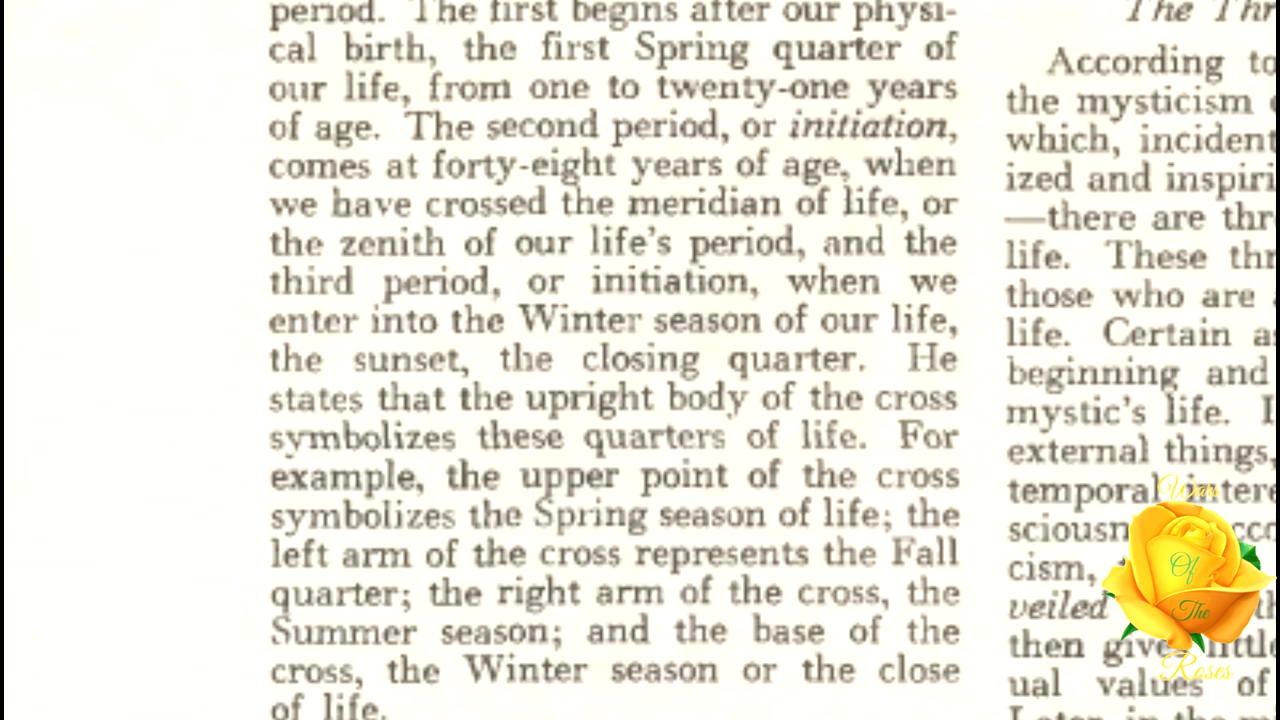 period. The first begins after our physi-
cal birth, the first Spring quarter of
our life, from one to twenty-one years
of age. The second period, or initiation,
comes at forty-eight years of age, when
we have crossed the meridian of life, or
the zenith of our life's period, and the
third period, or initiation, when we
enter into the Winter season of our life,
the sunset, the closing quarter. He
states that the upright body of the cross
symbolizes these quarters of life. For
example, the upper point of the cross
symbolizes the Spring season of life; the
left arm of the cross represents the Fall
quarter; the right arm of the cross, the
Summer season; and the base of the
cross, the Winter season or the close
of life.
The
According to
the mysticism
which,
ized and
—there are
life. These
those who are
life. Certain
beginning and
mystic's life.
external things,
cism,
veiled
then
ual values of
Later, in the
Wars
Of
The
Roses